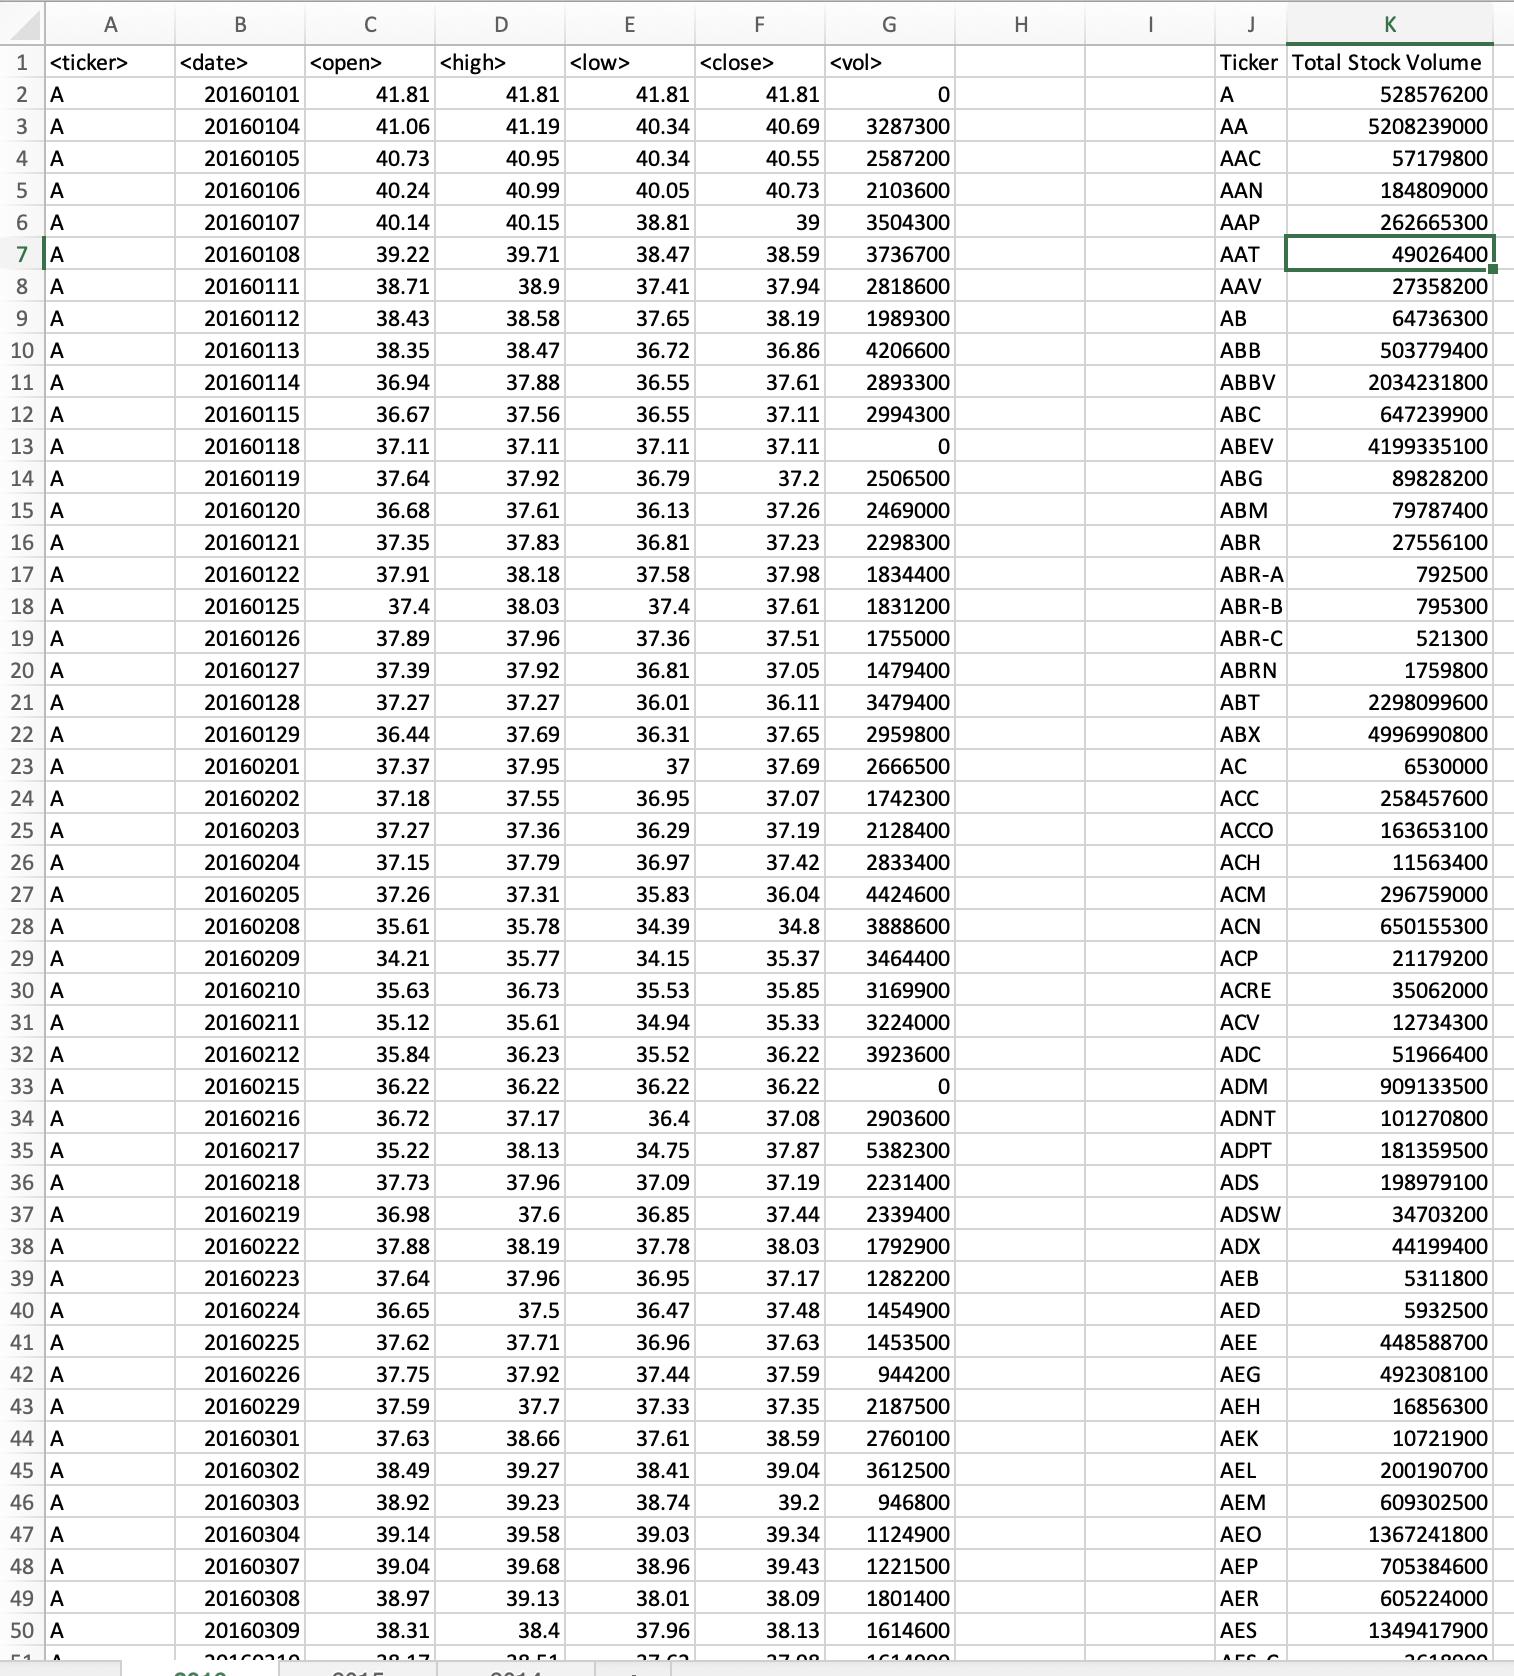 A B C D E F G H I J K
1 <ticker> <date> <open> <high> <low> <close> <vol> Ticker Total Stock Volume
2 A 20160101 41.81 41.81 41.81 41.81 0 A 528576200
3 A 20160104 41.06 41.19 40.34 40.69 3287300 AA 5208239000
4 A 20160105 40.73 40.95 40.34 40.55 2587200 AAC 57179800
5 A 20160106 40.24 40.99 40.05 40.73 2103600 AAN 184809000
6 A 20160107 40.14 40.15 38.81 39 3504300 AAP 262665300
7 A 20160108 39.22 39.71 38.47 38.59 3736700 AAT 49026400
8 A 20160111 38.71 38.9 37.41 37.94 2818600 AAV 27358200
9 A 20160112 38.43 38.58 37.65 38.19 1989300 AB 64736300
10 A 20160113 38.35 38.47 36.72 36.86 4206600 ABB 503779400
11 A 20160114 36.94 37.88 36.55 37.61 2893300 ABBV 2034231800
12 A 20160115 36.67 37.56 36.55 37.11 2994300 ABC 647239900
13 A 20160118 37.11 37.11 37.11 37.11 0 ABEV 4199335100
14 A 20160119 37.64 37.92 36.79 37.2 2506500 ABG 89828200
15 A 20160120 36.68 37.61 36.13 37.26 2469000 ABM 79787400
16 A 20160121 37.35 37.83 36.81 37.23 2298300 ABR 27556100
17 A 20160122 37.91 38.18 37.58 37.98 1834400 ABR-A 792500
18 A 20160125 37.4 38.03 37.4 37.61 1831200 ABR-B 795300
19 A 20160126 37.89 37.96 37.36 37.51 1755000 ABR-C 521300
20 A 20160127 37.39 37.92 36.81 37.05 1479400 ABRN 1759800
21 A 20160128 37.27 37.27 36.01 36.11 3479400 ABT 2298099600
22 A 20160129 36.44 37.69 36.31 37.65 2959800 ABX 4996990800
23 A 20160201 37.37 37.95 37 37.69 2666500 AC 6530000
24 A 20160202 37.18 37.55 36.95 37.07 1742300 ACC 258457600
25 A 20160203 37.27 37.36 36.29 37.19 2128400 ACCO 163653100
26 A 20160204 37.15 37.79 36.97 37.42 2833400 ACH 11563400
27 A 20160205 37.26 37.31 35.83 36.04 4424600 ACM 296759000
28 A 20160208 35.61 35.78 34.39 34.8 3888600 ACN 650155300
29 A 20160209 34.21 35.77 34.15 35.37 3464400 ACP 21179200
30 A 20160210 35.63 36.73 35.53 35.85 3169900 ACRE 35062000
31 A 20160211 35.12 35.61 34.94 35.33 3224000 ACV 12734300
32 A 20160212 35.84 36.23 35.52 36.22 3923600 ADC 51966400
33 A 20160215 36.22 36.22 36.22 36.22 0 ADM 909133500
34 A 20160216 36.72 37.17 36.4 37.08 2903600 ADNT 101270800
35 A 20160217 35.22 38.13 34.75 37.87 5382300 ADPT 181359500
36 A 20160218 37.73 37.96 37.09 37.19 2231400 ADS 198979100
37 A 20160219 36.98 37.6 36.85 37.44 2339400 ADSW 34703200
38 A 20160222 37.88 38.19 37.78 38.03 1792900 ADX 44199400
39 A 20160223 37.64 37.96 36.95 37.17 1282200 AEB 5311800
40 A 20160224 36.65 37.5 36.47 37.48 1454900 AED 5932500
41 A 20160225 37.62 37.71 36.96 37.63 1453500 AEE 448588700
42 A 20160226 37.75 37.92 37.44 37.59 944200 AEG 492308100
43 A 20160229 37.59 37.7 37.33 37.35 2187500 AEH 16856300
44 A 20160301 37.63 38.66 37.61 38.59 2760100 AEK 10721900
45 A 20160302 38.49 39.27 38.41 39.04 3612500 AEL 200190700
46 A 20160303 38.92 39.23 38.74 39.2 946800 AEM 609302500
47 A 20160304 39.14 39.58 39.03 39.34 1124900 AEO 1367241800
48 A 20160307 39.04 39.68 38.96 39.43 1221500 AEP 705384600
49 A 20160308 38.97 39.13 38.01 38.09 1801400 AER 605224000
50 A 20160309 38.31 38.4 37.96 38.13 1614600 AES 1349417900